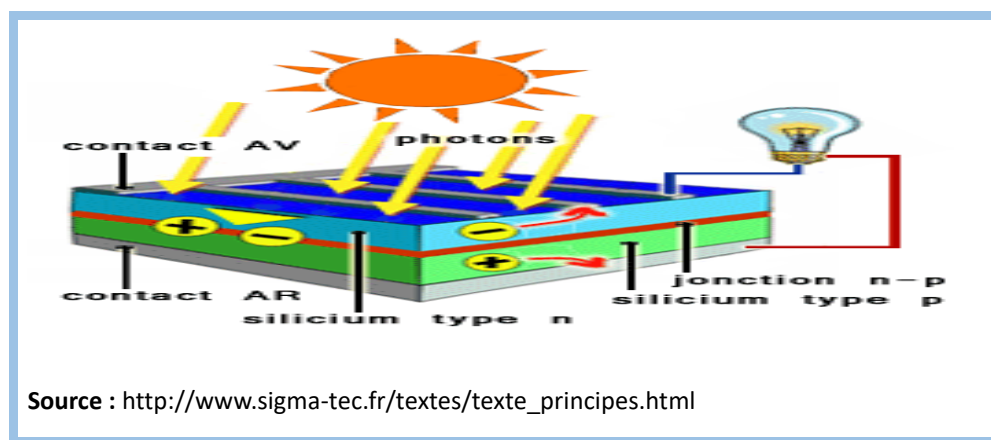 contact AV
photons
contact AR
jonction n-p
silicium type p
silicium type n
+
−
−
+
Source : http://www.sigma-tec.fr/textes/texte_principes.html